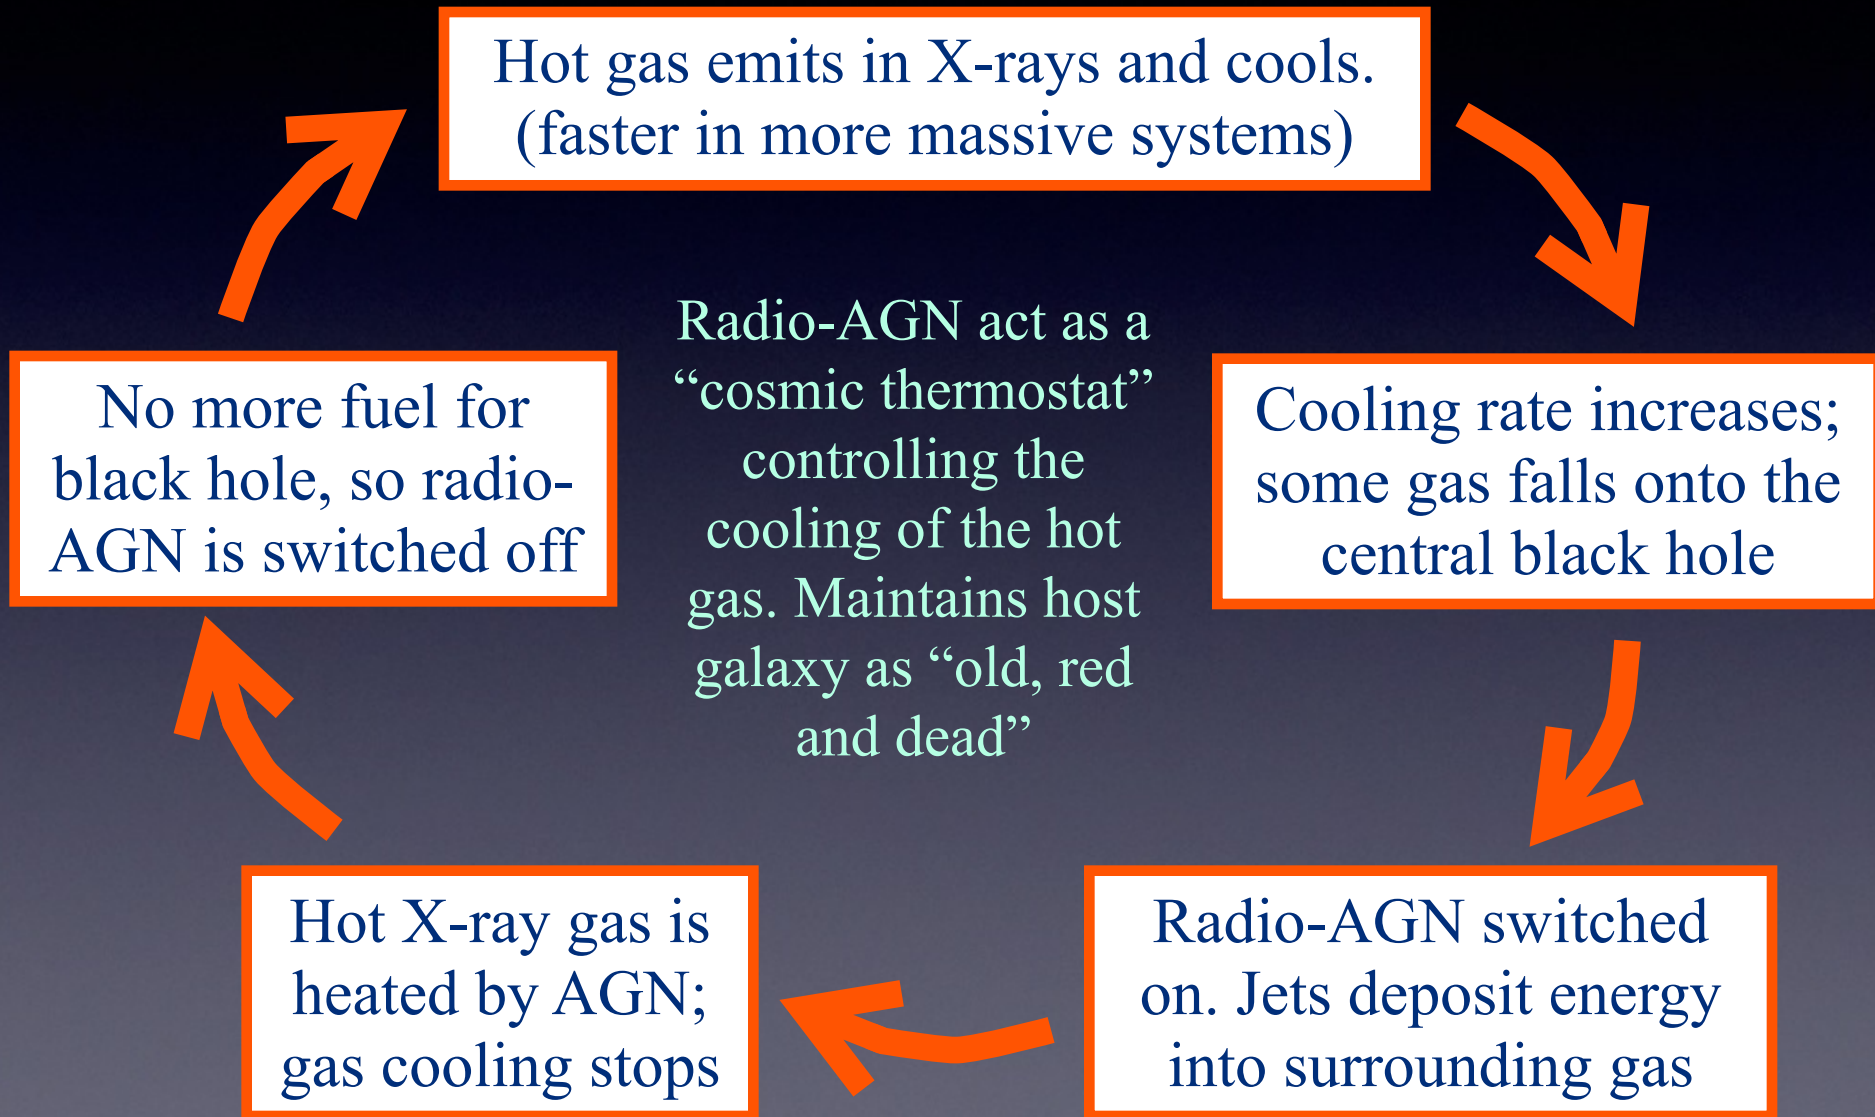 Hot gas emits in X-rays and cools.
(faster in more massive systems)
Cooling rate increases;
some gas falls onto the
central black hole
Radio-AGN switched
on. Jets deposit energy
into surrounding gas
Hot X-ray gas is
heated by AGN;
gas cooling stops
No more fuel for
black hole, so radio-
AGN is switched off
Radio-AGN act as a
“cosmic thermostat”
controlling the
cooling of the hot
gas. Maintains host
galaxy as “old, red
and dead”